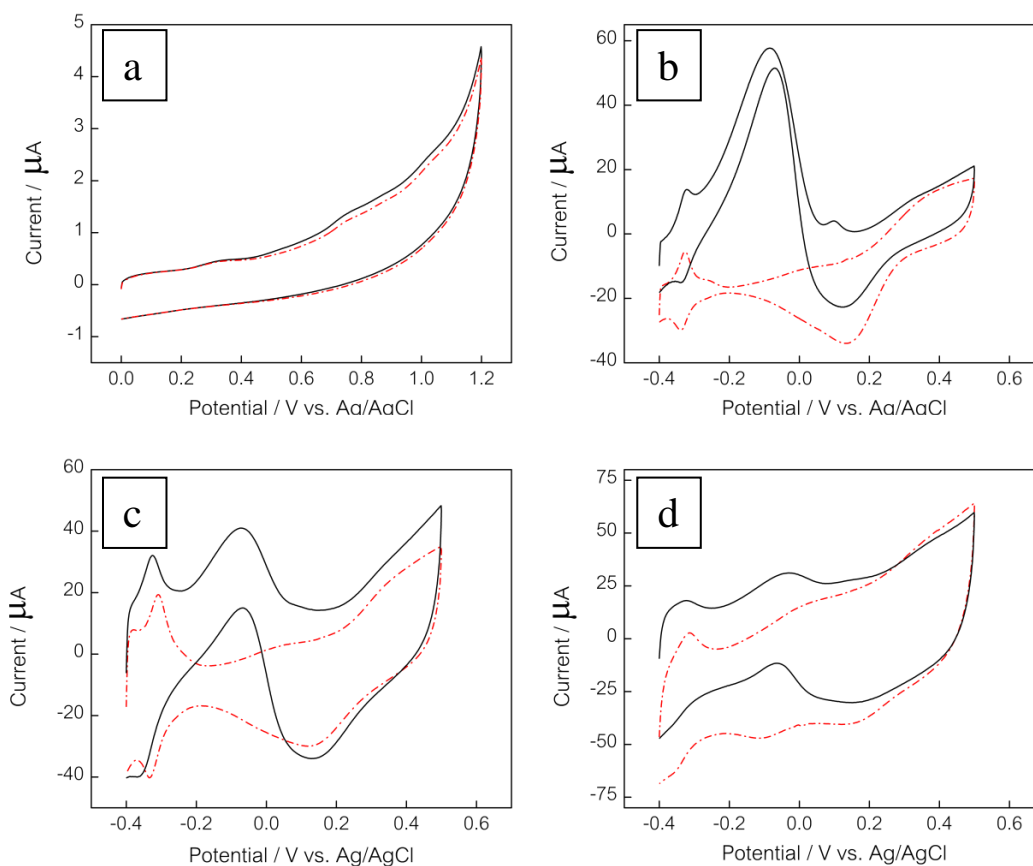 a
5
4
3
2
1
0
-1
Current / μA
0.0 0.2 0.4 0.6 0.8 1.0 1.2
Potential / V vs. Ag/AgCl
b
60
40
20
0
-20
-40
Current / μA
-0.4 -0.2 0.0 0.2 0.4 0.6
Potential / V vs. Ag/AgCl
c
60
40
20
0
-20
-40
Current / μA
-0.4 -0.2 0.0 0.2 0.4 0.6
Potential / V vs. Ag/AgCl
d
75
50
25
0
-25
-50
-75
Current / μA
-0.4 -0.2 0.0 0.2 0.4 0.6
Potential / V vs. Ag/AgCl